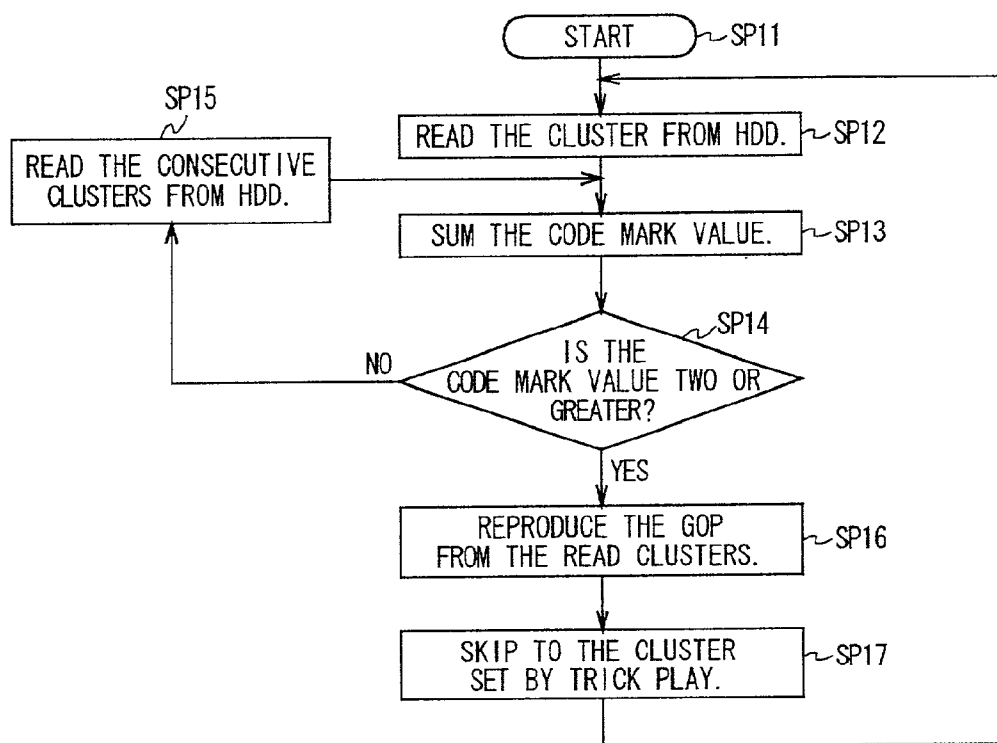 START
SP11
SP15
READ THE CONSECUTIVE
CLUSTERS FROM HDD.
READ THE CLUSTER FROM HDD.
SP12
SUM THE CODE MARK VALUE.
SP13
SP14
IS THE
CODE MARK VALUE TWO OR
GREATER?
NO
YES
REPRODUCE THE GOP
FROM THE READ CLUSTERS.
SP16
SKIP TO THE CLUSTER
SET BY TRICK PLAY.
SP17